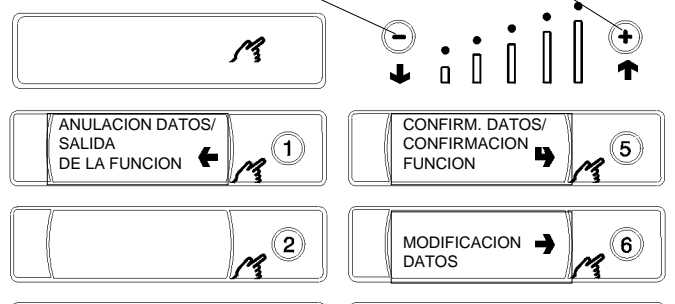 −
+
ANULACION DATOS/
SALIDA
DE LA FUNCION
1
CONFIRM. DATOS/
CONFIRMACION
FUNCION
5
2
MODIFICACION
DATOS
6